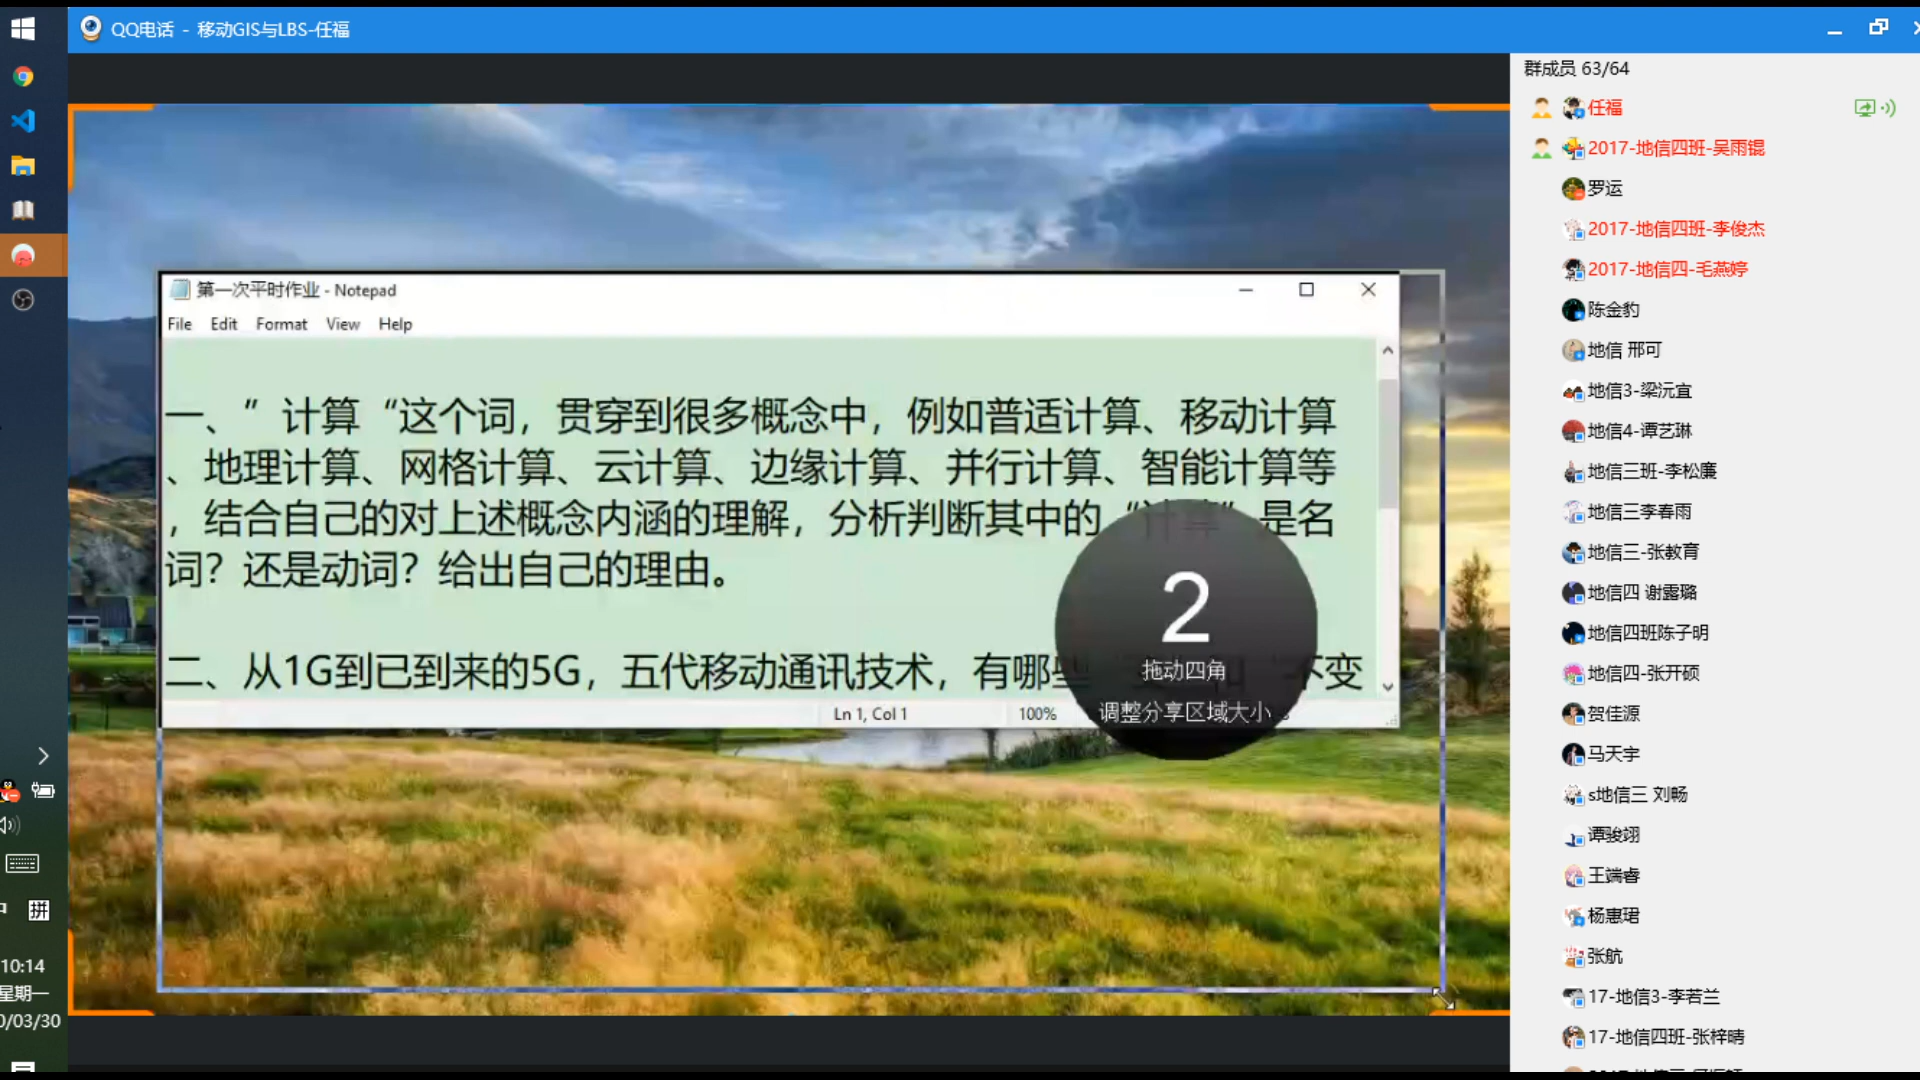 QQ电话 - 移动GIS与LBS-任福
群成员 63/64
任福
2017-地信四班-吴雨锟
罗运
2017-地信四班-李俊杰
2017-地信四-毛燕婷
陈金豹
地信 邢可
地信3-梁沅宜
地信4-谭艺琳
地信三班-李松廉
地信三李春雨
地信三-张教育
地信四 谢露璐
地信四班陈子明
地信四-张开硕
贺佳源
马天宇
s地信三 刘畅
谭骏翊
王端睿
杨惠珺
张航
17-地信3-李若兰
17-地信四班-张梓晴
第一次平时作业 - Notepad
File Edit Format View Help
一、”计算“这个词，贯穿到很多概念中，例如普适计算、移动计算
、地理计算、网格计算、云计算、边缘计算、并行计算、智能计算等
，结合自己的对上述概念内涵的理解，分析判断其中的“计算”是名
词？还是动词？给出自己的理由。
二、从1G到已到来的5G，五代移动通讯技术，有哪些 不变
Ln 1, Col 1 100%
2
拖动四角
调整分享区域大小
拼
10:14
星期一
0/03/30